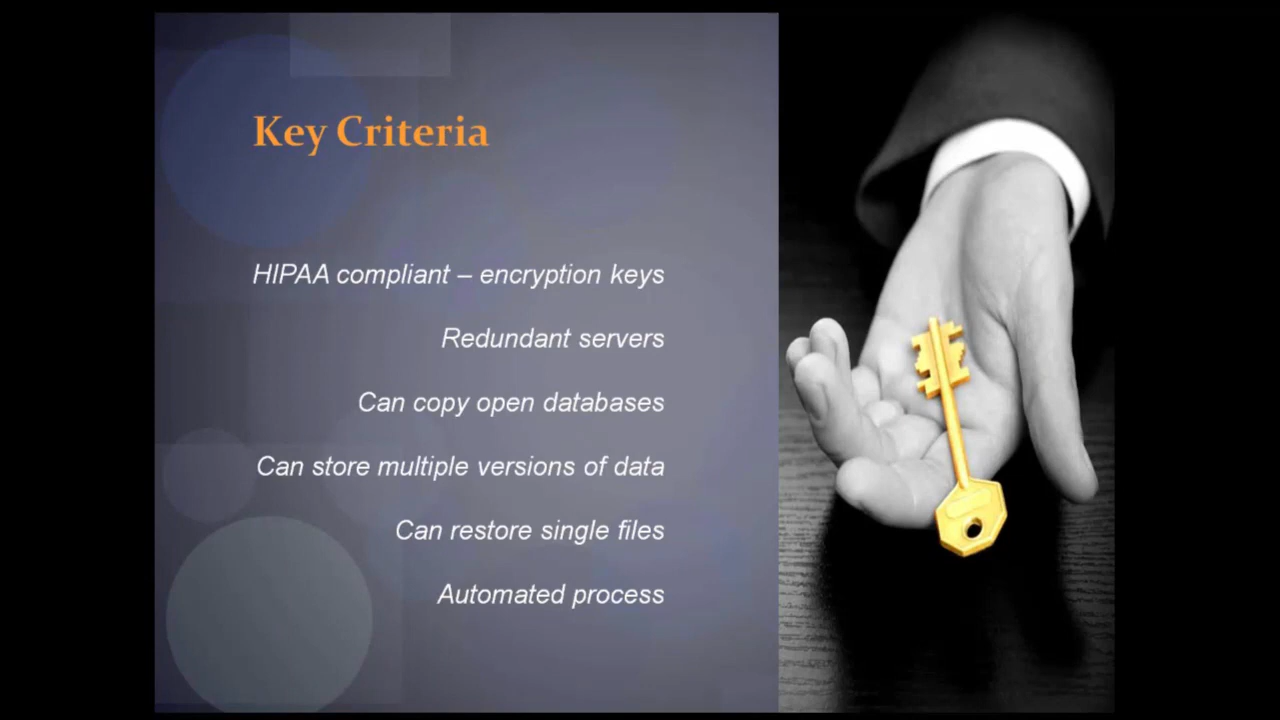 Key Criteria
HIPAA compliant – encryption keys
Redundant servers
Can copy open databases
Can store multiple versions of data
Can restore single files
Automated process